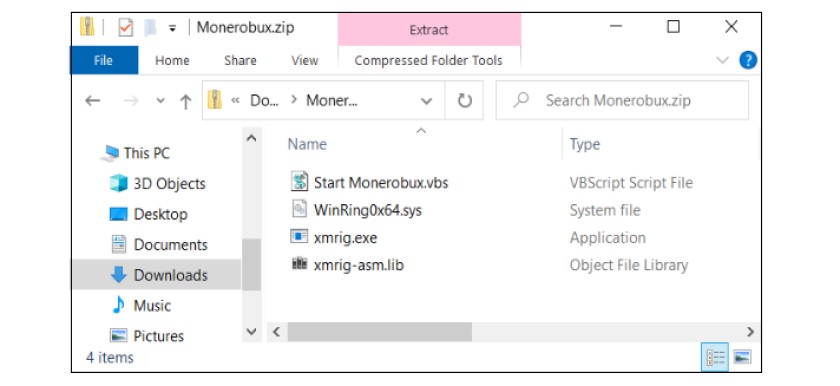 Monerobux.zip Extract
File Home Share View Compressed Folder Tools
« Do... > Moner... Search Monerobux.zip
Name Type
This PC
3D Objects
Desktop
Documents
Downloads
Music
Pictures
Start Monerobux.vbs VBScript Script File
WinRing0x64.sys System file
xmrig.exe Application
xmrig-asm.lib Object File Library
4 items